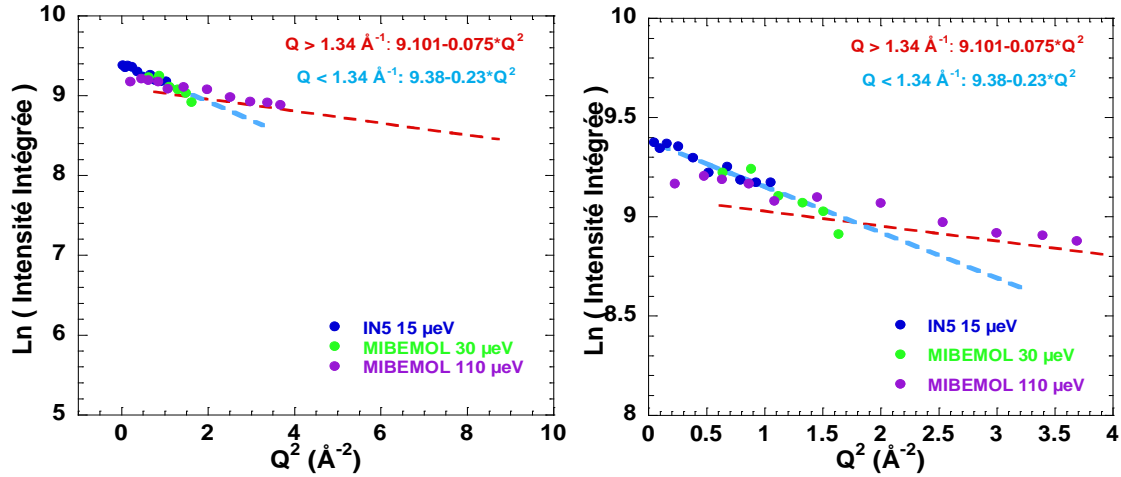 Ln ( Intensité Intégrée )
10
9
8
7
6
5
Q > 1.34 Å⁻¹: 9.101-0.075*Q²
Q < 1.34 Å⁻¹: 9.38-0.23*Q²
IN5 15 µeV
MIBEMOL 30 µeV
MIBEMOL 110 µeV
0 2 4 6 8 10
Q² (Å⁻²)
Ln ( Intensité Intégrée )
10
9.5
9
8.5
8
Q > 1.34 Å⁻¹: 9.101-0.075*Q²
Q < 1.34 Å⁻¹: 9.38-0.23*Q²
IN5 15 µeV
MIBEMOL 30 µeV
MIBEMOL 110 µeV
0 0.5 1 1.5 2 2.5 3 3.5 4
Q² (Å⁻²)